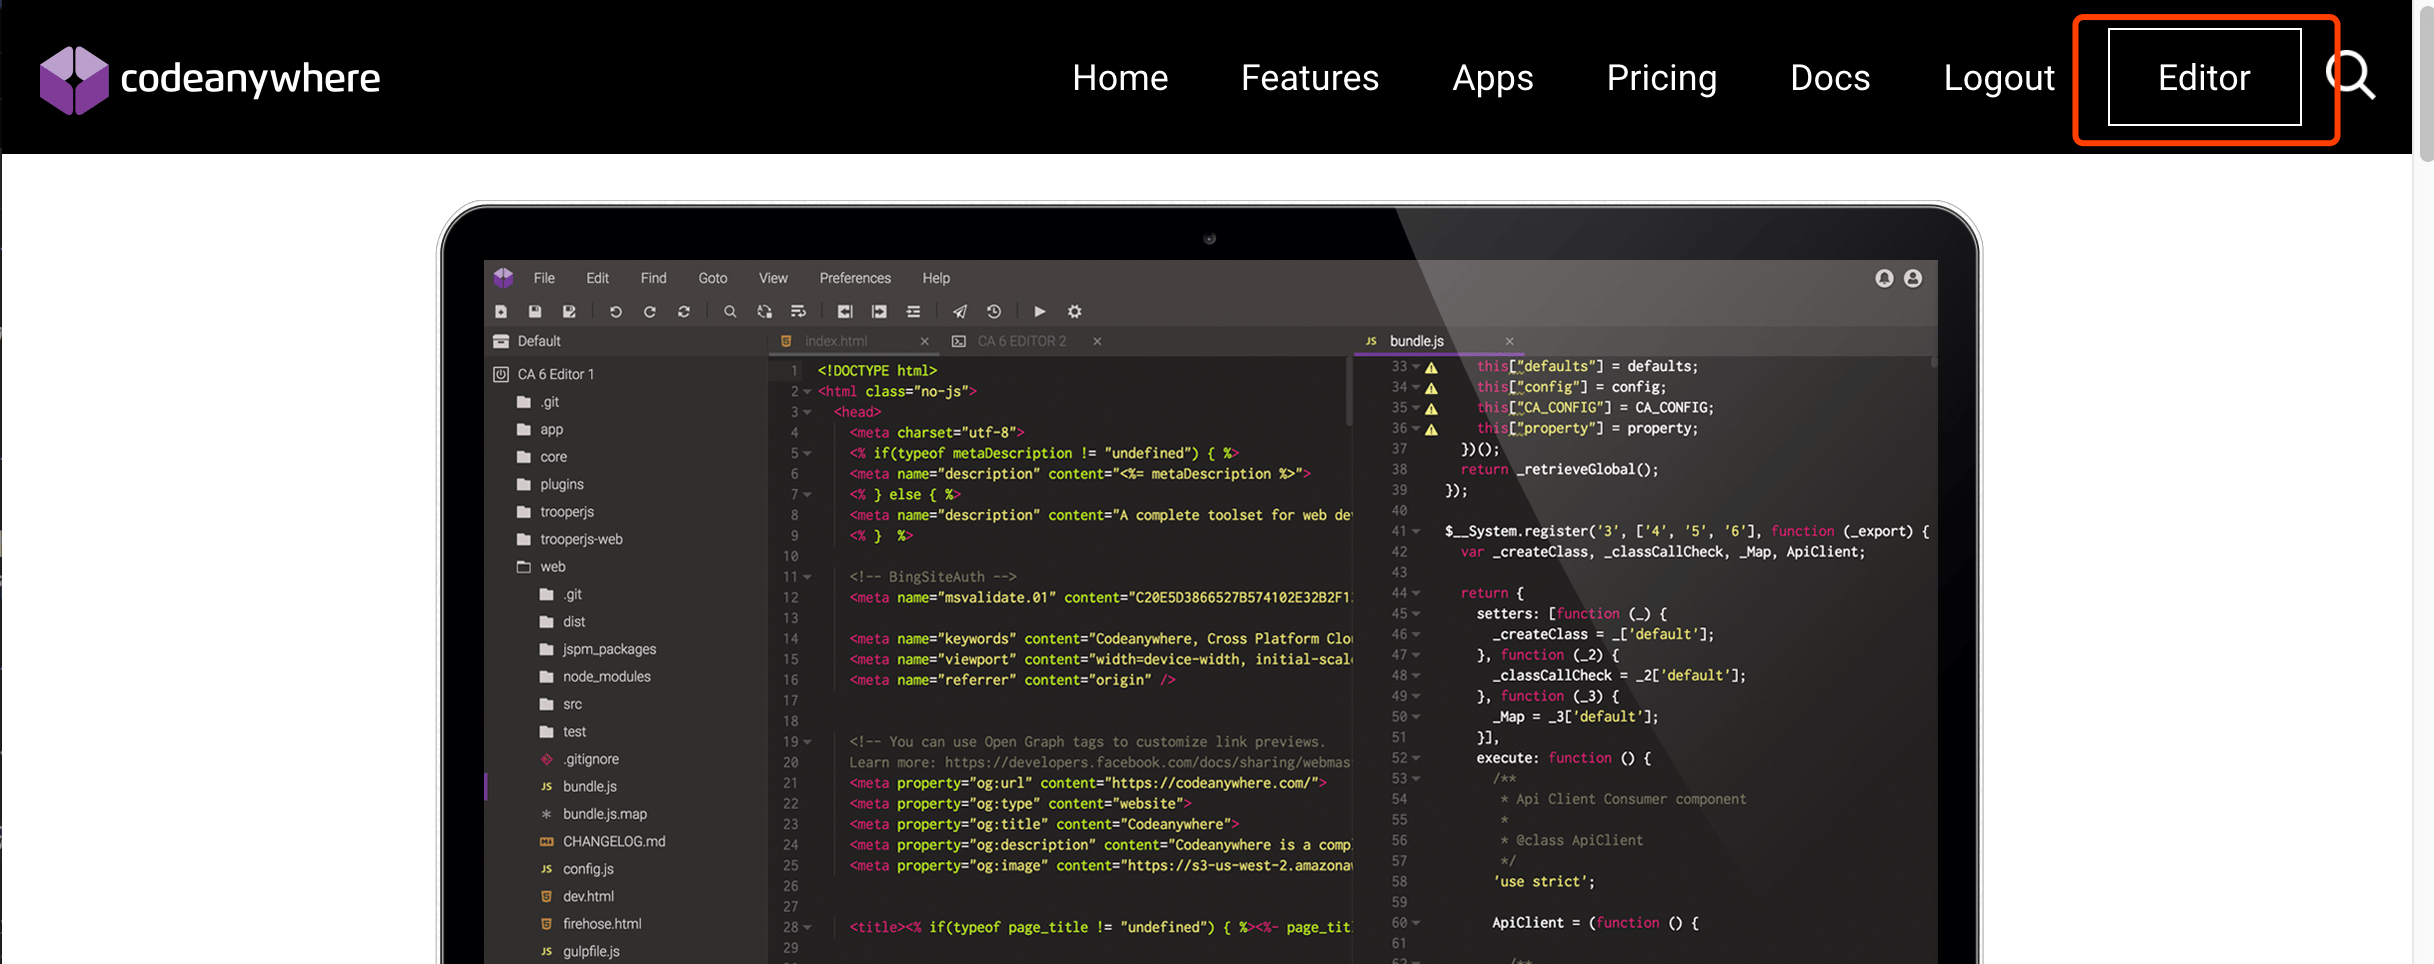 codeanywhere
Home Features Apps Pricing Docs Logout Editor
File Edit Find Goto View Preferences Help
Default
CA 6 Editor 1
.git
app
core
plugins
trooperjs
trooperjs-web
web
.git
dist
jspm_packages
node_modules
src
test
.gitignore
JS bundle.js
bundle.js.map
CHANGELOG.md
JS config.js
dev.html
firehose.html
JS gulpfile.js
index.html × CA 6 EDITOR 2 ×
1 <!DOCTYPE html>
2 <html class="no-js">
3 <head>
4 <meta charset="utf-8">
5 <% if(typeof metaDescription != "undefined") { %>
6 <meta name="description" content="<%= metaDescription %>">
7 <% } else { %>
8 <meta name="description" content="A complete toolset for web de
9 <% }  %>
10
11 <!-- BingSiteAuth -->
12 <meta name="msvalidate.01" content="C20E5D3866527B574102E32B2F1
13
14 <meta name="keywords" content="Codeanywhere, Cross Platform Clo
15 <meta name="viewport" content="width=device-width, initial-scal
16 <meta name="referrer" content="origin" />
17
18
19 <!-- You can use Open Graph tags to customize link previews.
20 Learn more: https://developers.facebook.com/docs/sharing/webmas
21 <meta property="og:url" content="https://codeanywhere.com/">
22 <meta property="og:type" content="website">
23 <meta property="og:title" content="Codeanywhere">
24 <meta property="og:description" content="Codeanywhere is a comp
25 <meta property="og:image" content="https://s3-us-west-2.amazona
26
27
28 <title><% if(typeof page_title != "undefined") { %><%- page_tit
29
JS bundle.js ×
33 this["defaults"] = defaults;
34 this["config"] = config;
35 this["CA_CONFIG"] = CA_CONFIG;
36 this["property"] = property;
37 })();
38 return _retrieveGlobal();
39 });
40
41 $__System.register('3', ['4', '5', '6'], function (_export) {
42 var _createClass, _classCallCheck, _Map, ApiClient;
43
44 return {
45 setters: [function (_) {
46 _createClass = _['default'];
47 }, function (_2) {
48 _classCallCheck = _2['default'];
49 }, function (_3) {
50 _Map = _3['default'];
51 }],
52 execute: function () {
53 /**
54 * Api Client Consumer component
55 *
56 * @class ApiClient
57 */
58 'use strict';
59
60 ApiClient = (function () {
61